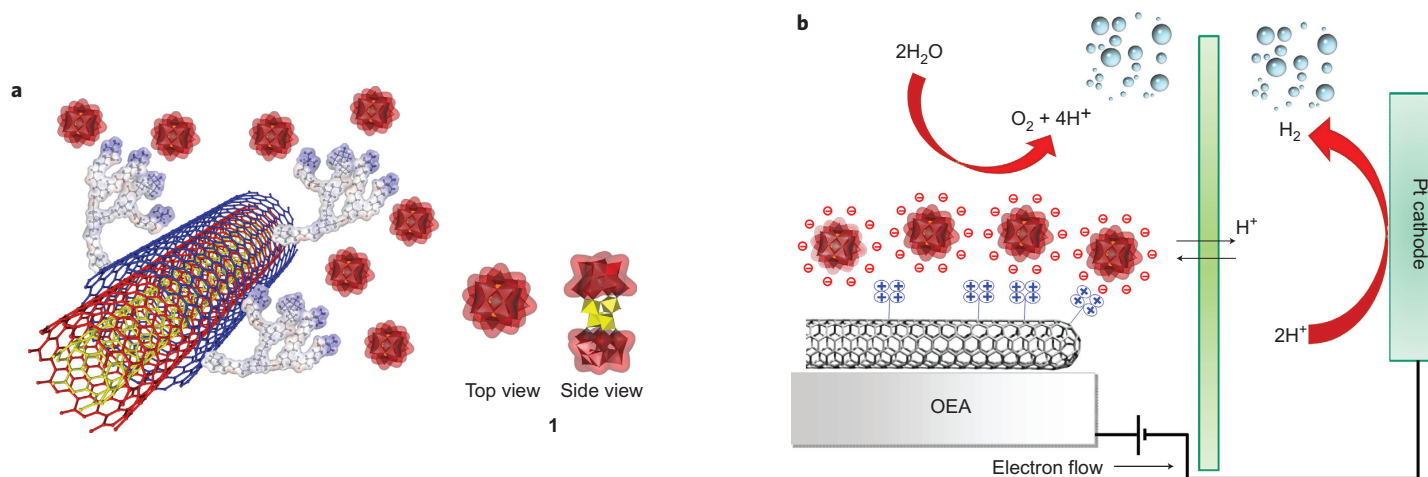 a
Top view
Side view
1
b
2H₂O
O₂ + 4H⁺
H₂
H⁺
2H⁺
Pt cathode
OEA
Electron flow